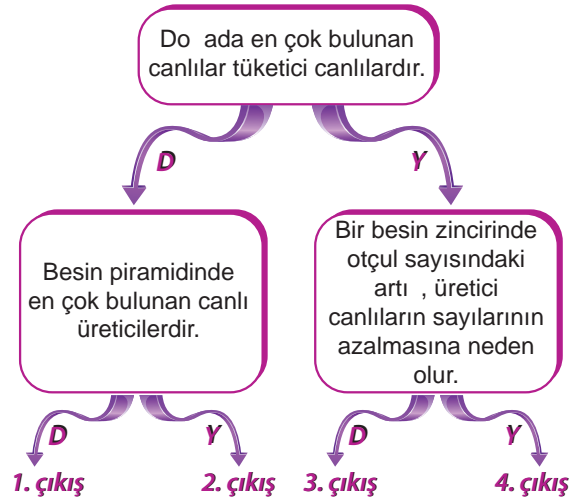 Do ada en çok bulunan
canlılar tüketici canlılardır.
D
Y
Besin piramidinde
en çok bulunan canlı
üreticilerdir.
Bir besin zincirinde
otçul sayısındaki
artı , üretici
canlıların sayılarının
azalmasına neden
olur.
D
Y
D
Y
1. çıkış
2. çıkış
3. çıkış
4. çıkış